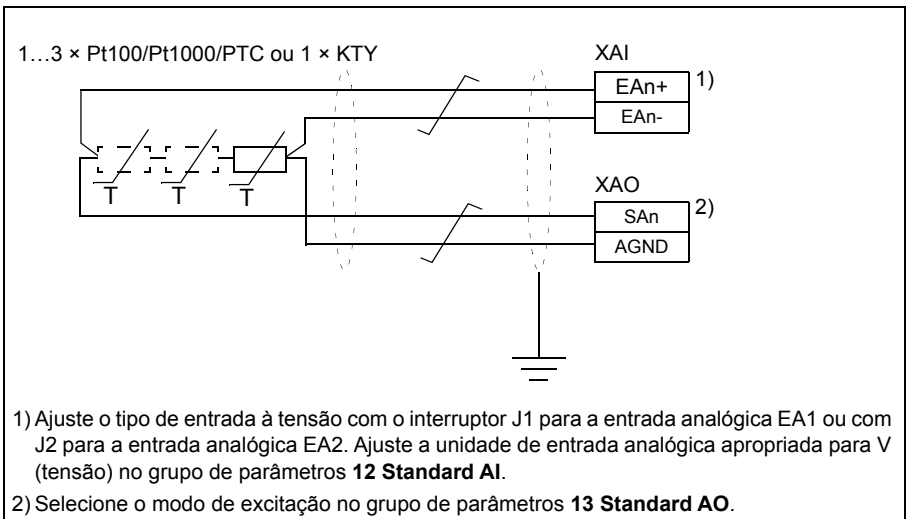 1…3 × Pt100/Pt1000/PTC ou 1 × KTY
XAI
EAn+
1)
EAn-
T
T
T
XAO
SAn
2)
AGND
1) Ajuste o tipo de entrada à tensão com o interruptor J1 para a entrada analógica EA1 ou com
J2 para a entrada analógica EA2. Ajuste a unidade de entrada analógica apropriada para V
(tensão) no grupo de parâmetros 12 Standard AI.
2) Selecione o modo de excitação no grupo de parâmetros 13 Standard AO.